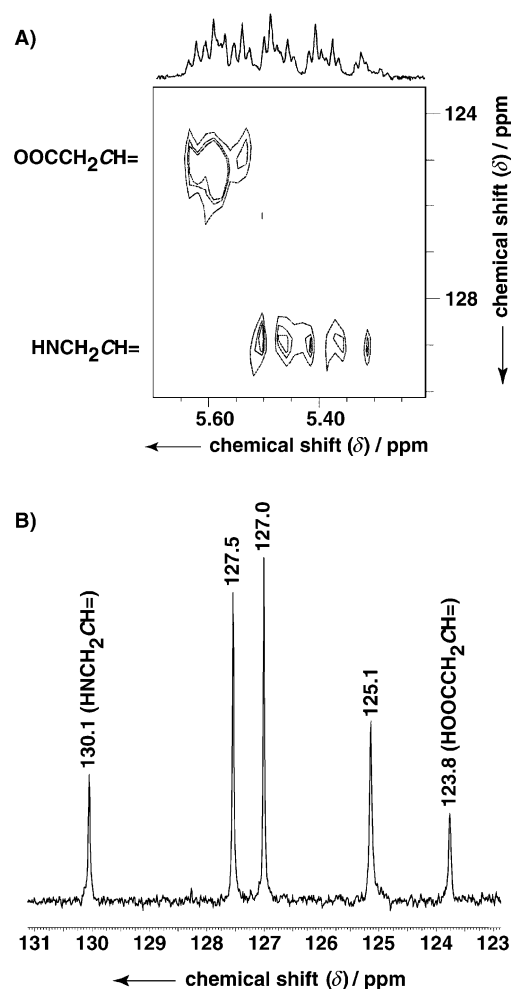 A)
124
OOCCH2CH=
chemical shift (δ) / ppm
128
HNCH2CH=
5.60 5.40
chemical shift (δ) / ppm
B)
130.1 (HNCH2CH=)
127.5
127.0
125.1
123.8 (HOOCCH2CH=)
131 130 129 128 127 126 125 124 123
chemical shift (δ) / ppm